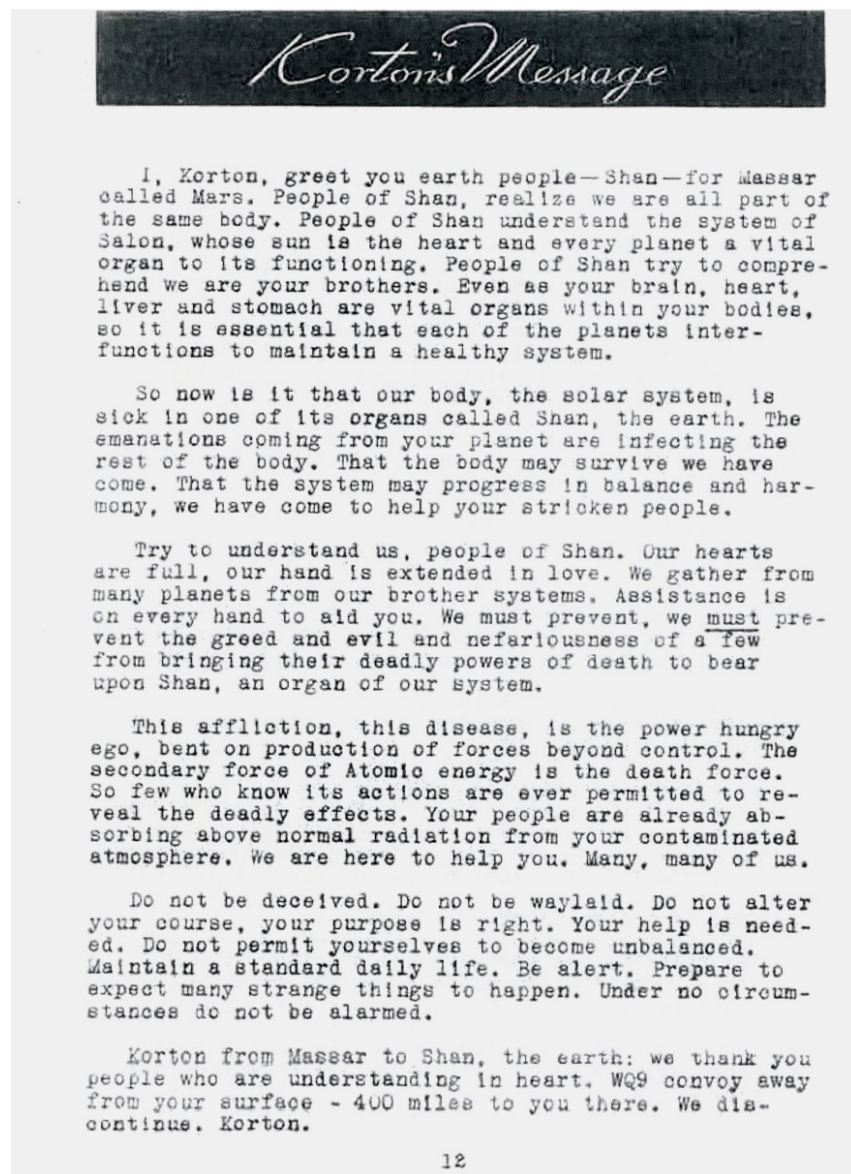 Korton's Message
I, Korton, greet you earth people—Shan—for Massar
called Mars. People of Shan, realize we are all part of
the same body. People of Shan understand the system of
Salon, whose sun is the heart and every planet a vital
organ to its functioning. People of Shan try to compre-
hend we are your brothers. Even as your brain, heart,
liver and stomach are vital organs within your bodies,
so it is essential that each of the planets inter-
functions to maintain a healthy system.
So now is it that our body, the solar system, is
sick in one of its organs called Shan, the earth. The
emanations coming from your planet are infecting the
rest of the body. That the body may survive we have
come. That the system may progress in balance and har-
mony, we have come to help your stricken people.
Try to understand us, people of Shan. Our hearts
are full, our hand is extended in love. We gather from
many planets from our brother systems. Assistance is
on every hand to aid you. We must prevent, we must pre-
vent the greed and evil and nefariousness of a few
from bringing their deadly powers of death to bear
upon Shan, an organ of our system.
This affliction, this disease, is the power hungry
ego, bent on production of forces beyond control. The
secondary force of Atomic energy is the death force.
So few who know its actions are ever permitted to re-
veal the deadly effects. Your people are already ab-
sorbing above normal radiation from your contaminated
atmosphere. We are here to help you. Many, many of us.
Do not be deceived. Do not be waylaid. Do not alter
your course, your purpose is right. Your help is need-
ed. Do not permit yourselves to become unbalanced.
Maintain a standard daily life. Be alert. Prepare to
expect many strange things to happen. Under no circum-
stances do not be alarmed.
Korton from Massar to Shan, the earth: we thank you
people who are understanding in heart. WQ9 convoy away
from your surface - 400 miles to you there. We dis-
continue. Korton.
12